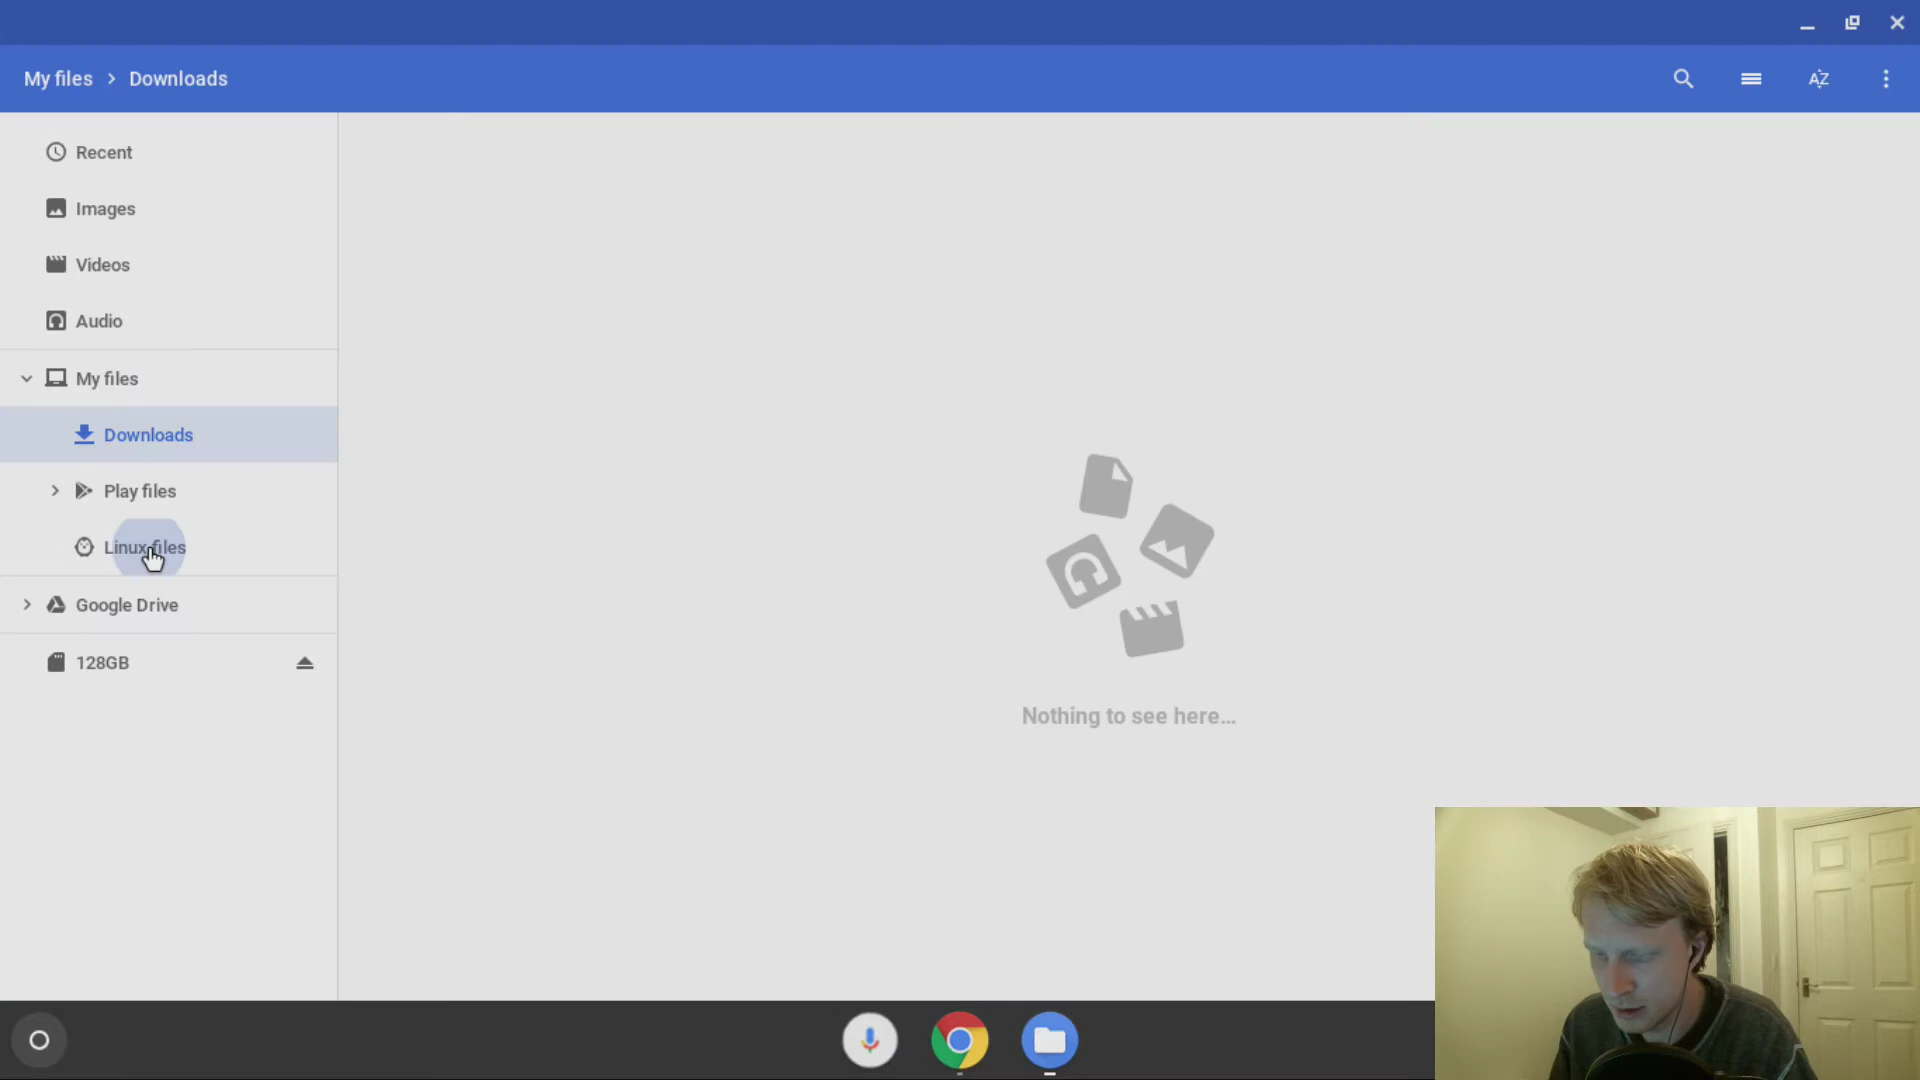 My files > Downloads
AZ
Recent
Images
Videos
Audio
My files
Downloads
Play files
Linux files
Google Drive
128GB
Nothing to see here...